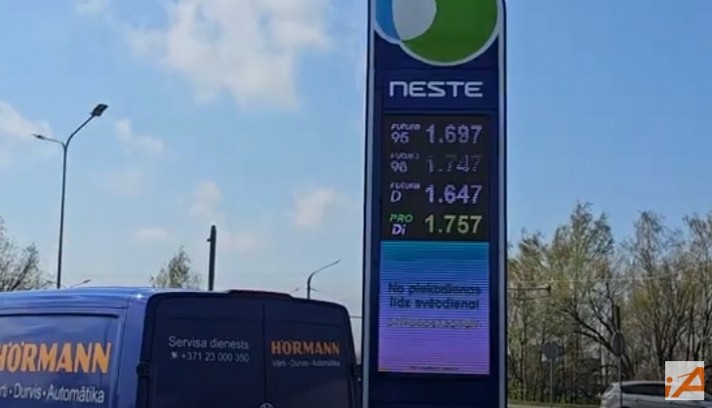 NESTE
FUTURA 95 1.697
FUTURA 98 1.747
FUTURA D 1.647
PRO Di 1.757
No piektdienas
līdz svētdienai
Servisa dienests
+371 23 000 350
HÖRMANN
Vārti - Durvis - Automātika
HÖRMANN
Vārti - Durvis - Automātika
iA